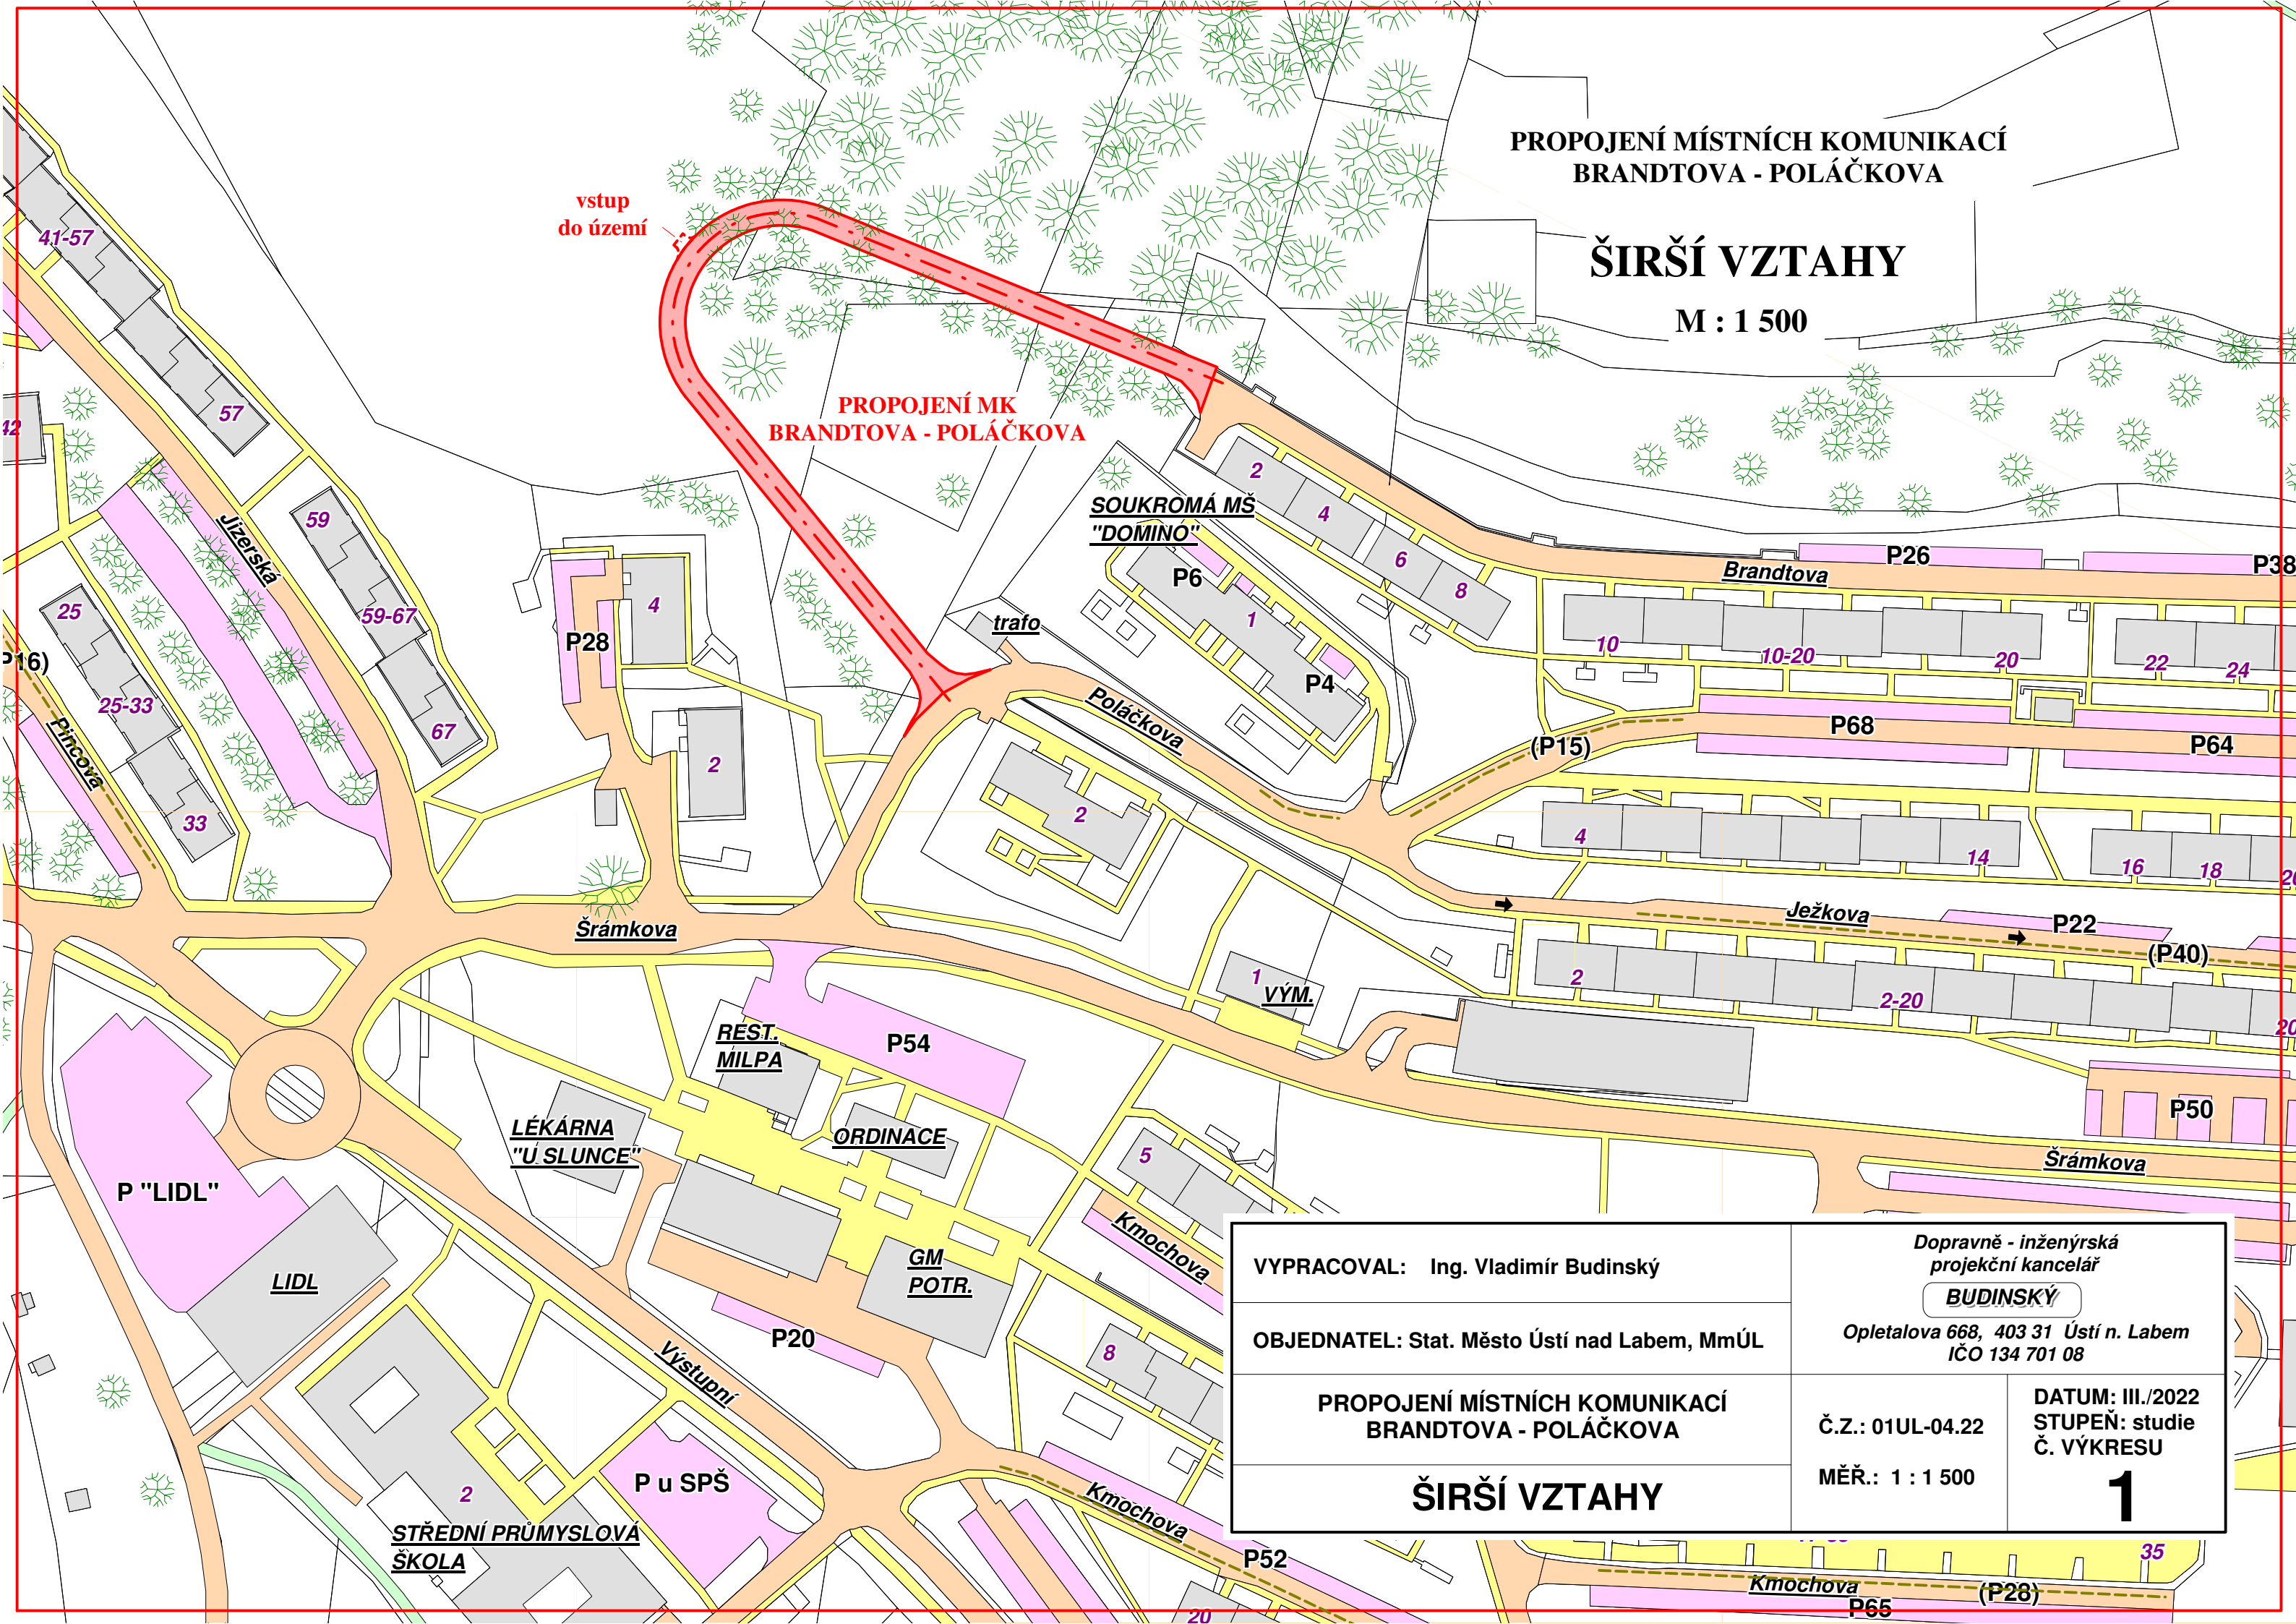 PROPOJENÍ MÍSTNÍCH KOMUNIKACÍ
BRANDTOVA - POLÁČKOVA
ŠIRŠÍ VZTAHY
M : 1 500
vstup
do území
PROPOJENÍ MK
BRANDTOVA - POLÁČKOVA
41-57
57
42
59
59-67
67
Jizerská
25
25-33
33
P16)
Pincova
P28
4
2
SOUKROMÁ MŠ
"DOMINO"
P6
1
P4
trafo
Poláčkova
2
2
4
6
8
Brandtova
P26
P38
10
10-20
20
22
24
(P15)
P68
P64
4
14
16
18
20
Ježkova
P22
(P40)
2
2-20
20
Šrámkova
1
VÝM.
P50
Šrámkova
REST.
MILPA
P54
LÉKÁRNA
"U SLUNCE"
ORDINACE
5
Kmochova
P "LIDL"
LIDL
GM
POTR.
P20
8
Výstupní
P u SPŠ
2
STŘEDNÍ PRŮMYSLOVÁ
ŠKOLA
Kmochova
P52
20
35
Kmochova
(P28)
P65
VYPRACOVAL: Ing. Vladimír Budinský
OBJEDNATEL: Stat. Město Ústí nad Labem, MmÚL
PROPOJENÍ MÍSTNÍCH KOMUNIKACÍ
BRANDTOVA - POLÁČKOVA
ŠIRŠÍ VZTAHY
Dopravně - inženýrská
projekční kancelář
BUDINSKÝ
Opletalova 668, 403 31 Ústí n. Labem
IČO 134 701 08
Č.Z.: 01UL-04.22
MĚŘ.: 1 : 1 500
DATUM: III./2022
STUPEŇ: studie
Č. VÝKRESU
1